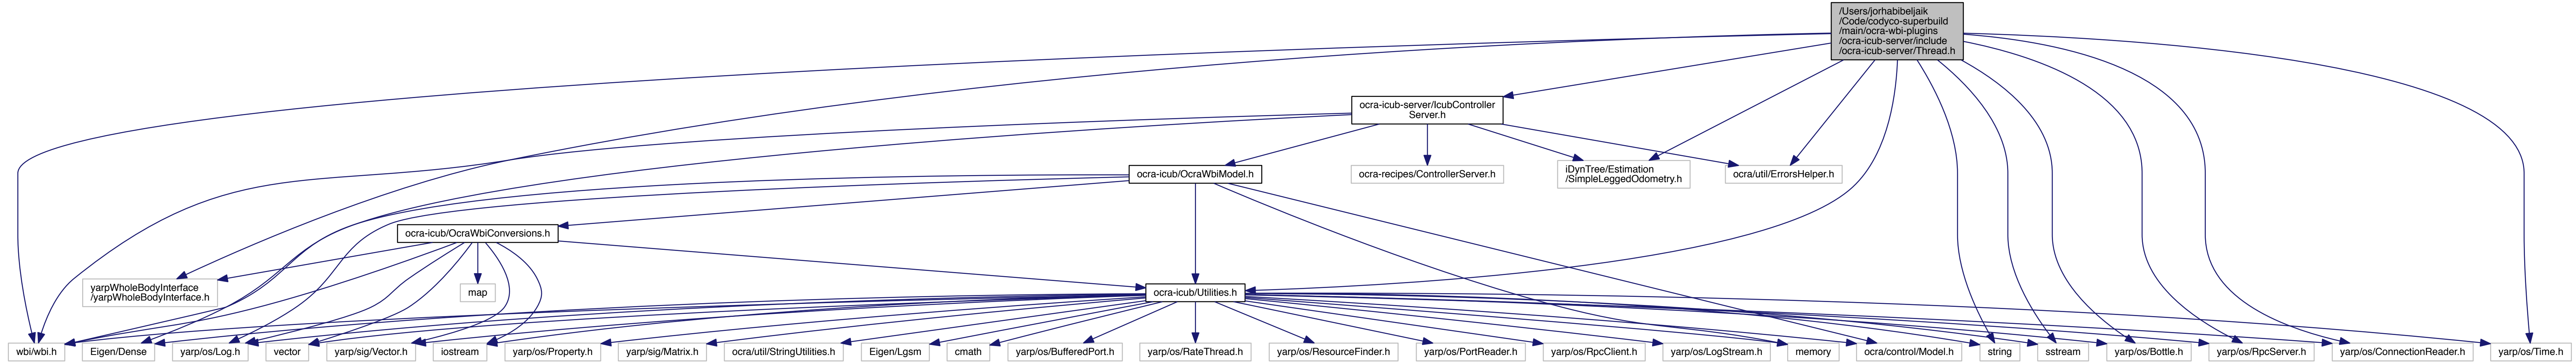 /Users/jorhabibeljaik
/Code/codyco-superbuild
/main/ocra-wbi-plugins
/ocra-icub-server/include
/ocra-icub-server/Thread.h
ocra-icub-server/IcubController
Server.h
ocra-icub/OcraWbiModel.h
ocra-recipes/ControllerServer.h
iDynTree/Estimation
/SimpleLeggedOdometry.h
ocra/util/ErrorsHelper.h
ocra-icub/OcraWbiConversions.h
yarpWholeBodyInterface
/yarpWholeBodyInterface.h
map
ocra-icub/Utilities.h
wbi/wbi.h
Eigen/Dense
yarp/os/Log.h
vector
yarp/sig/Vector.h
iostream
yarp/os/Property.h
yarp/sig/Matrix.h
ocra/util/StringUtilities.h
Eigen/Lgsm
cmath
yarp/os/BufferedPort.h
yarp/os/RateThread.h
yarp/os/ResourceFinder.h
yarp/os/PortReader.h
yarp/os/RpcClient.h
yarp/os/LogStream.h
memory
ocra/control/Model.h
string
sstream
yarp/os/Bottle.h
yarp/os/RpcServer.h
yarp/os/ConnectionReader.h
yarp/os/Time.h